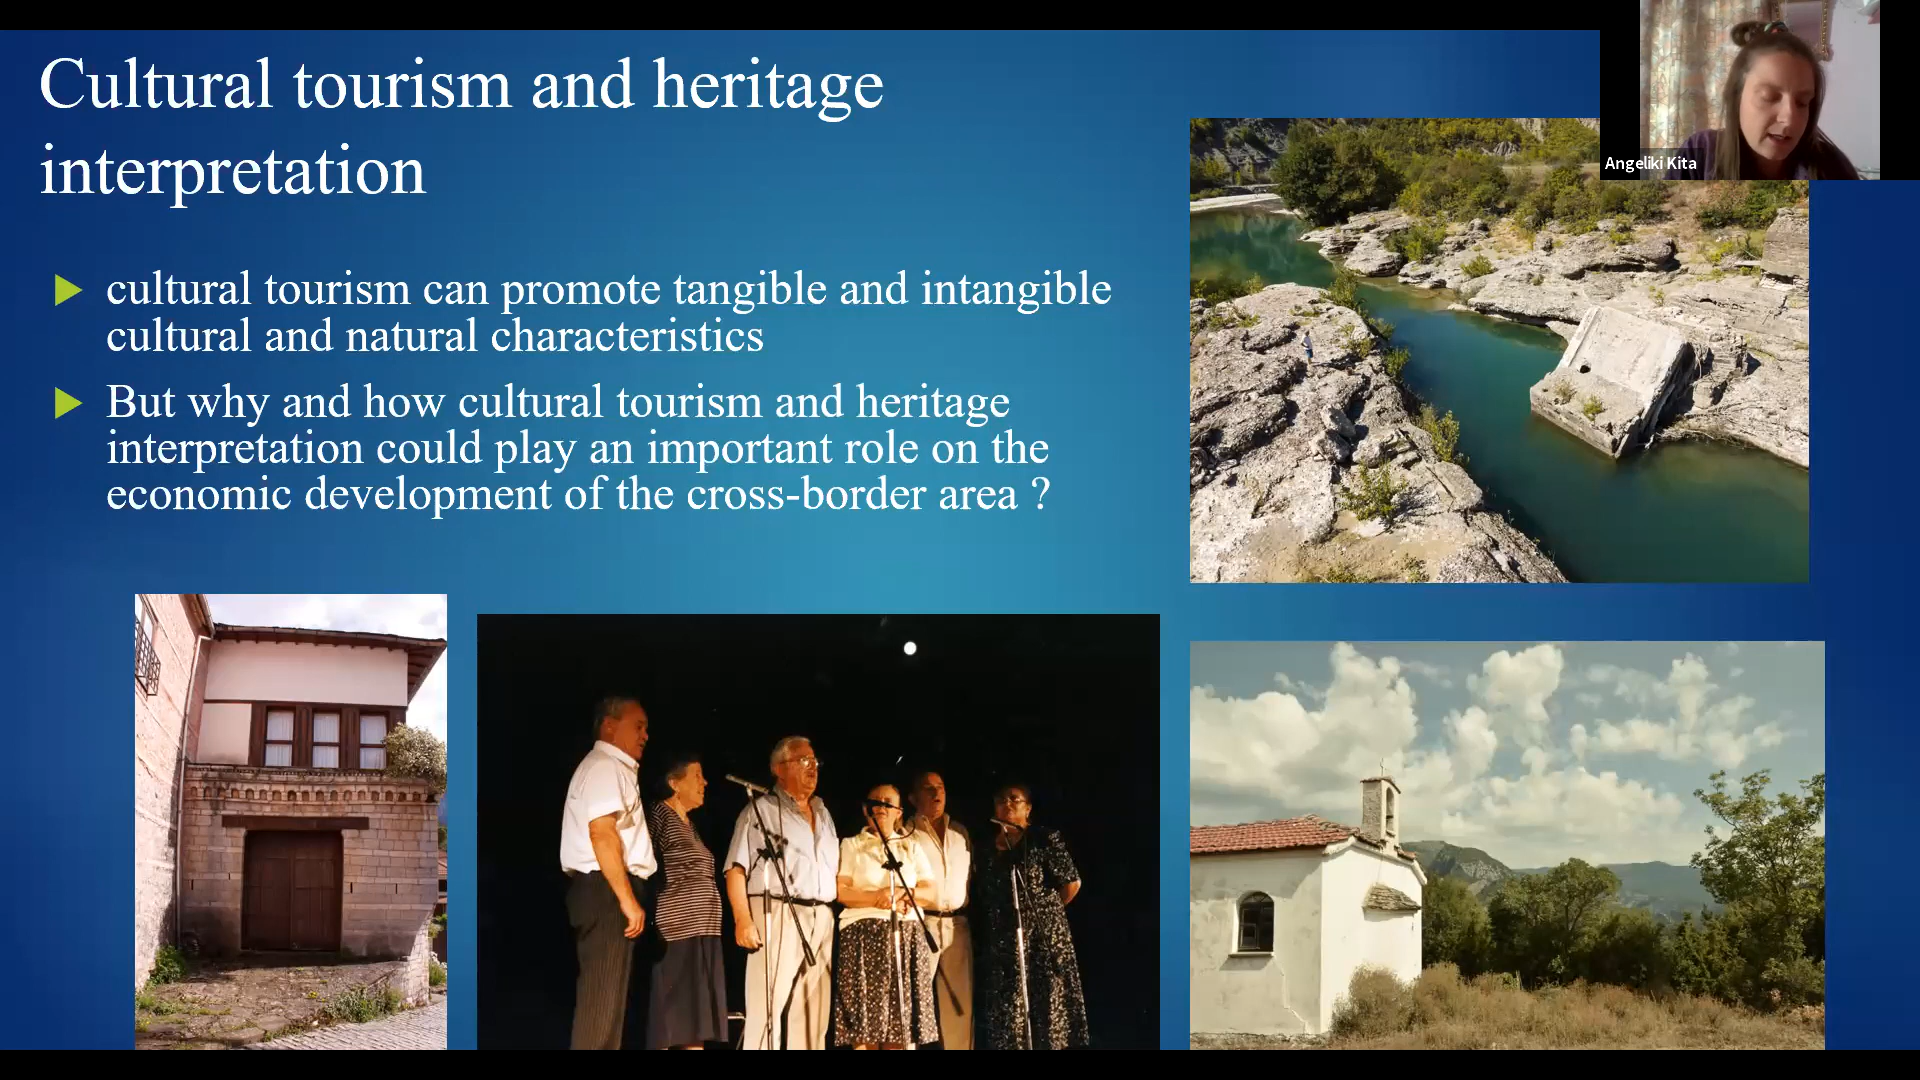 Cultural tourism and heritage
interpretation
cultural tourism can promote tangible and intangible
cultural and natural characteristics
But why and how cultural tourism and heritage
interpretation could play an important role on the
economic development of the cross-border area ?
Angeliki Kita